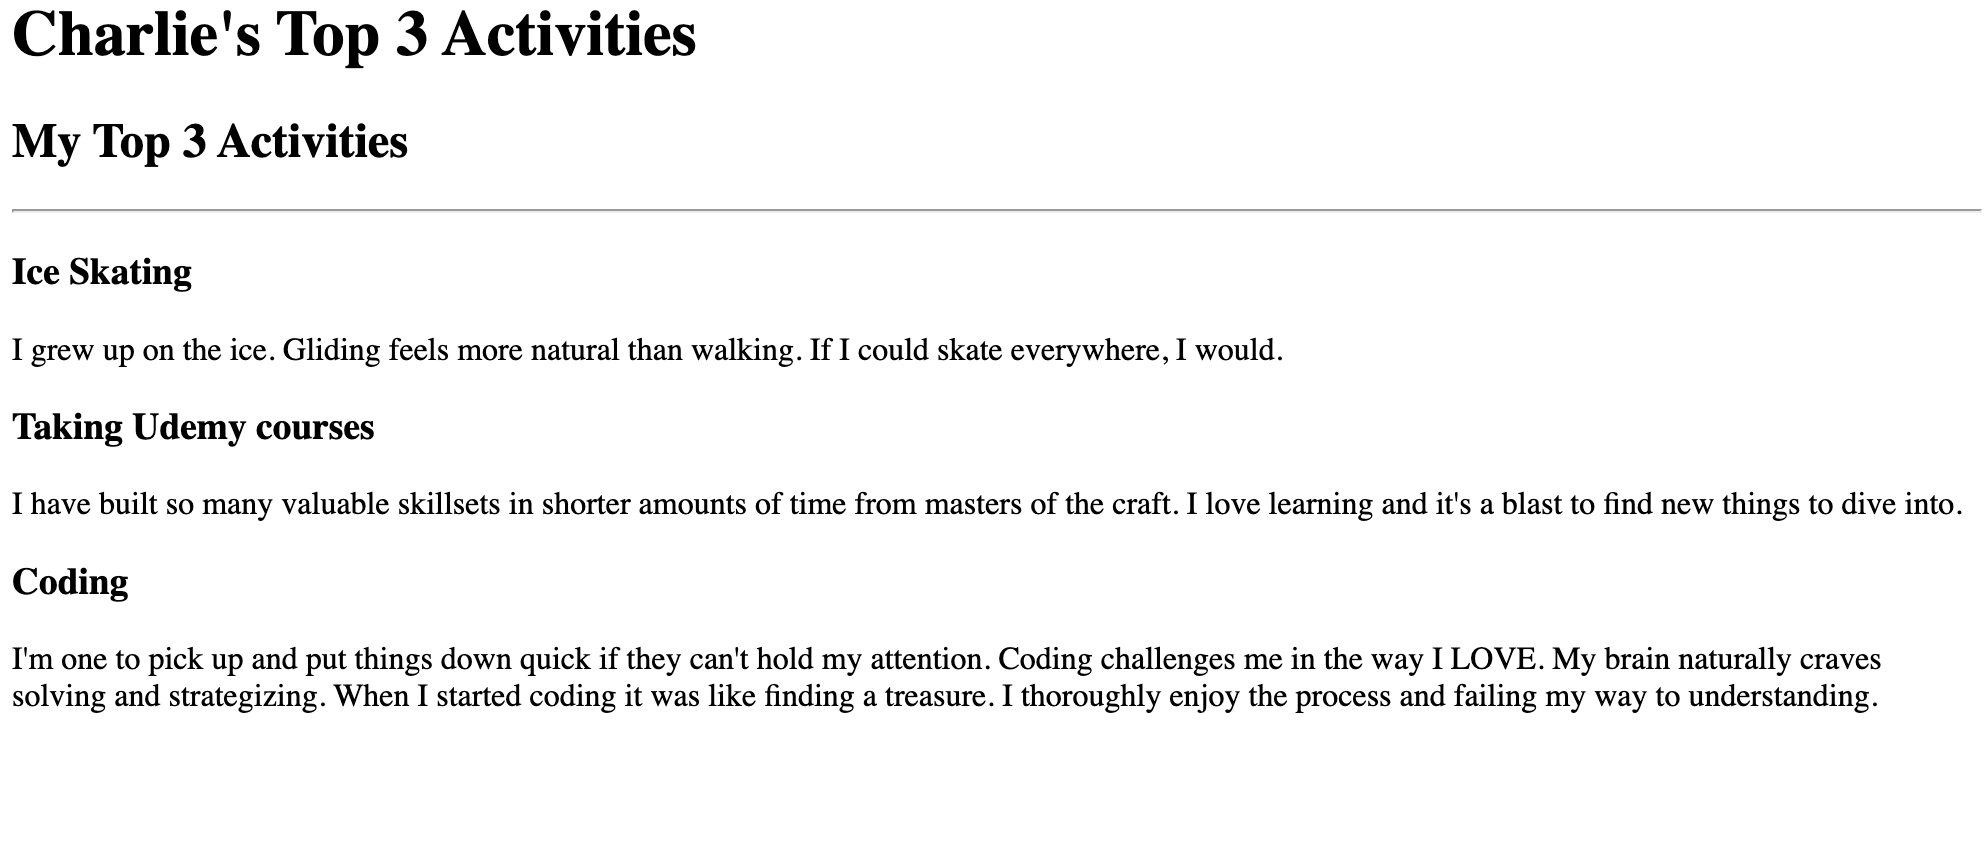 Charlie's Top 3 Activities
My Top 3 Activities
Ice Skating
I grew up on the ice. Gliding feels more natural than walking. If I could skate everywhere, I would.
Taking Udemy courses
I have built so many valuable skillsets in shorter amounts of time from masters of the craft. I love learning and it's a blast to find new things to dive into.
Coding
I'm one to pick up and put things down quick if they can't hold my attention. Coding challenges me in the way I LOVE. My brain naturally craves
solving and strategizing. When I started coding it was like finding a treasure. I thoroughly enjoy the process and failing my way to understanding.